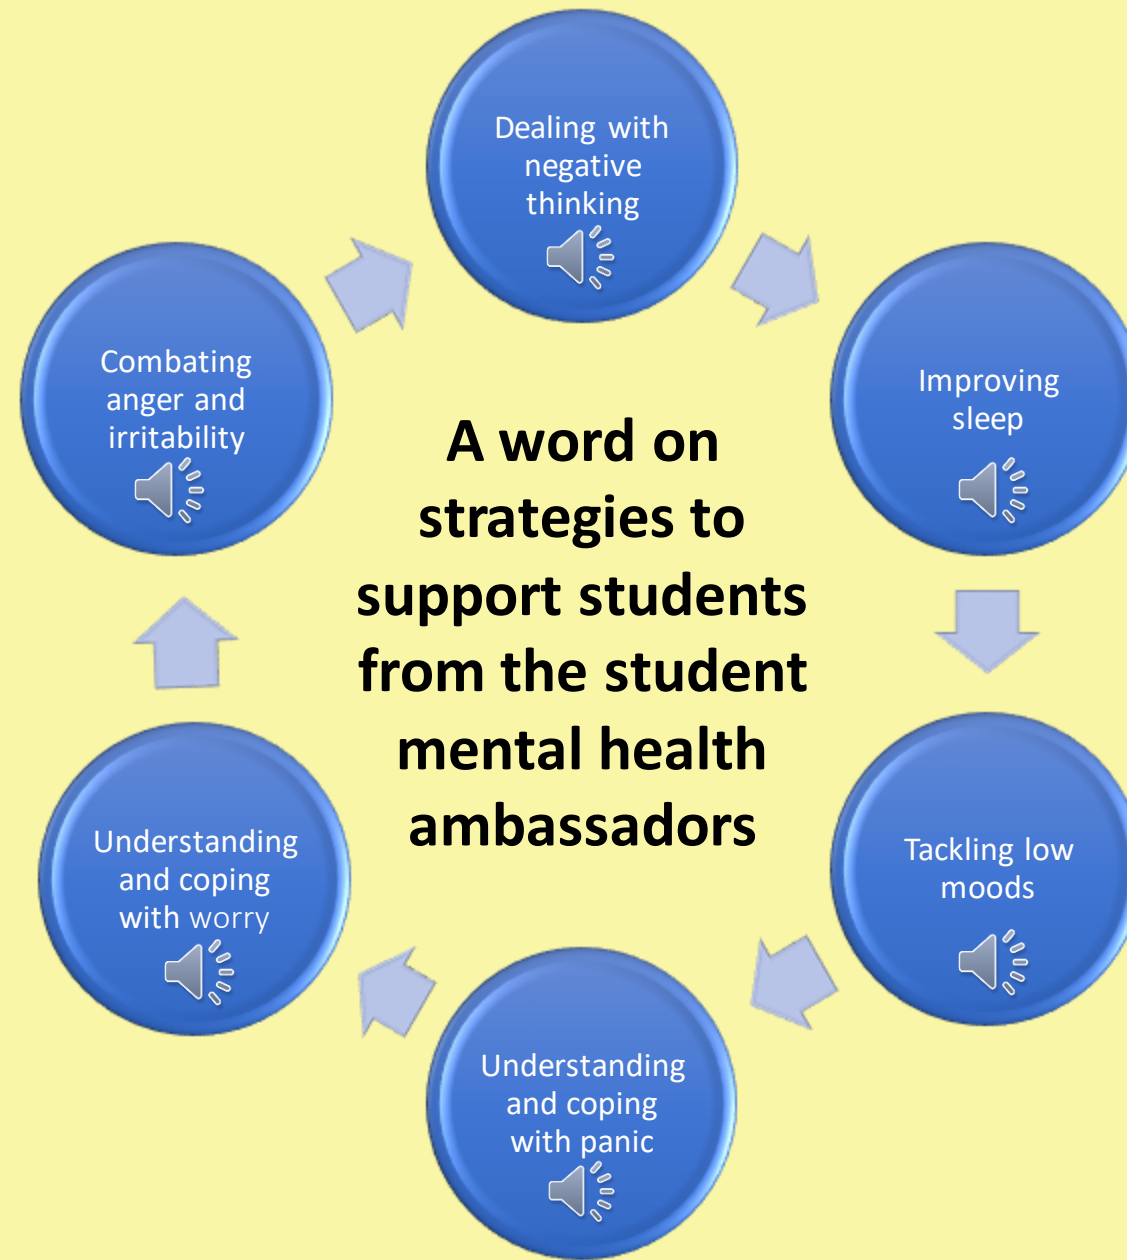 Dealing with
negative
thinking
Improving
sleep
Tackling low
moods
Understanding
and coping
with panic
Understanding
and coping
with worry
Combating
anger and
irritability
A word on
strategies to
support students
from the student
mental health
ambassadors